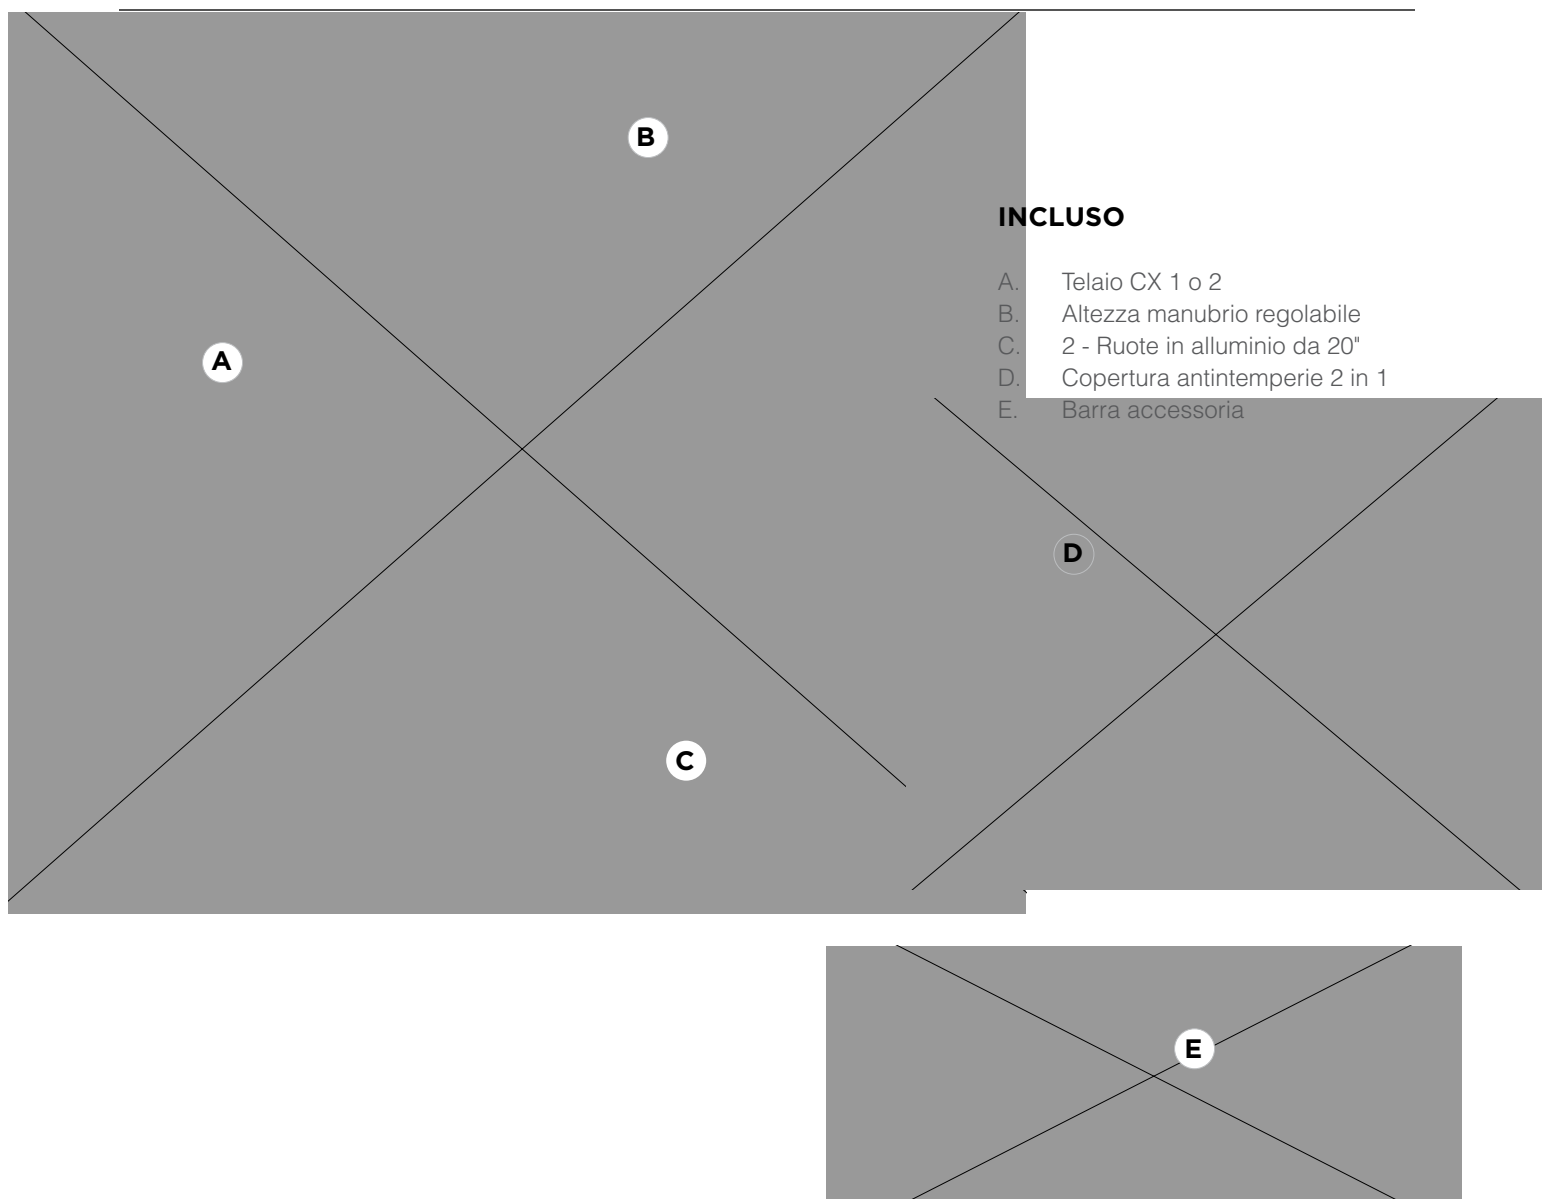 B
INCLUSO
A. Telaio CX 1 o 2
B. Altezza manubrio regolabile
C. 2 - Ruote in alluminio da 20"
D. Copertura antintemperie 2 in 1
E. Barra accessoria
A
D
C
E